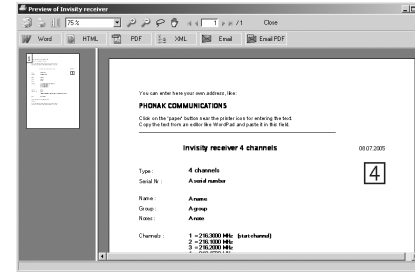 Preview of Invisity receiver
75% 1 /1 Close
Word HTML PDF XML Email Email PDF
1
You can enter here your own address, like:
PHONAK COMMUNICATIONS
Click on the 'paper' button near the printer icon for entering the text.
Copy the text from an editor like WordPad and paste it in this field.
Invisity receiver 4 channels 08.07.2005
Type : 4 channels
Serial Nr : A serial number
4
Name : A name
Group : A group
Notes : A note
Channels : 1 = 216.3000 MHz (start channel)
2 = 216.1000 MHz
3 = 216.2000 MHz